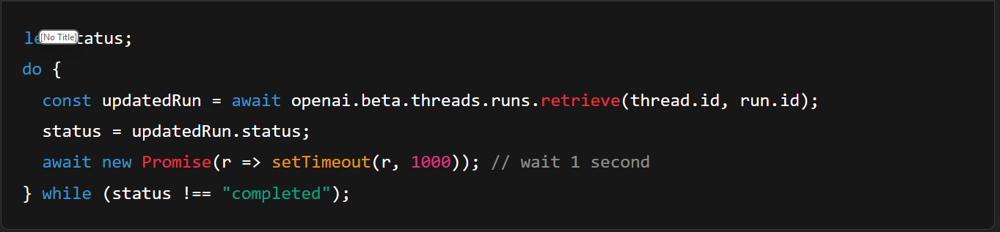 le
[No Title]
tatus;
do {
  const updatedRun = await openai.beta.threads.runs.retrieve(thread.id, run.id);
  status = updatedRun.status;
  await new Promise(r => setTimeout(r, 1000)); // wait 1 second
} while (status !== "completed");